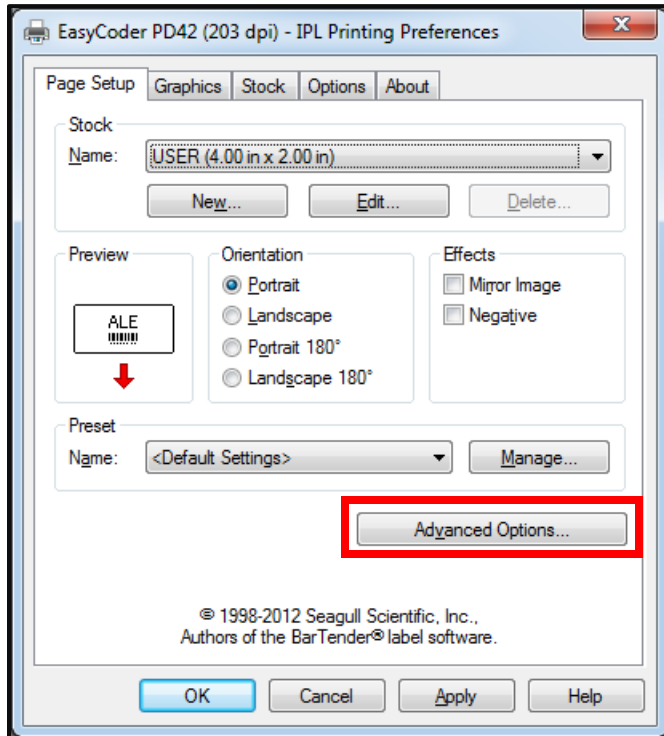 EasyCoder PD42 (203 dpi) - IPL Printing Preferences
x
Page Setup Graphics Stock Options About
Stock
Name: USER (4.00 in x 2.00 in)
New... Edit... Delete...
Preview Orientation Effects
Portrait Mirror Image
ALE Landscape Negative
Portrait 180°
Landscape 180°
Preset
Name: <Default Settings> Manage...
Advanced Options...
© 1998-2012 Seagull Scientific, Inc.,
Authors of the BarTender® label software.
OK Cancel Apply Help